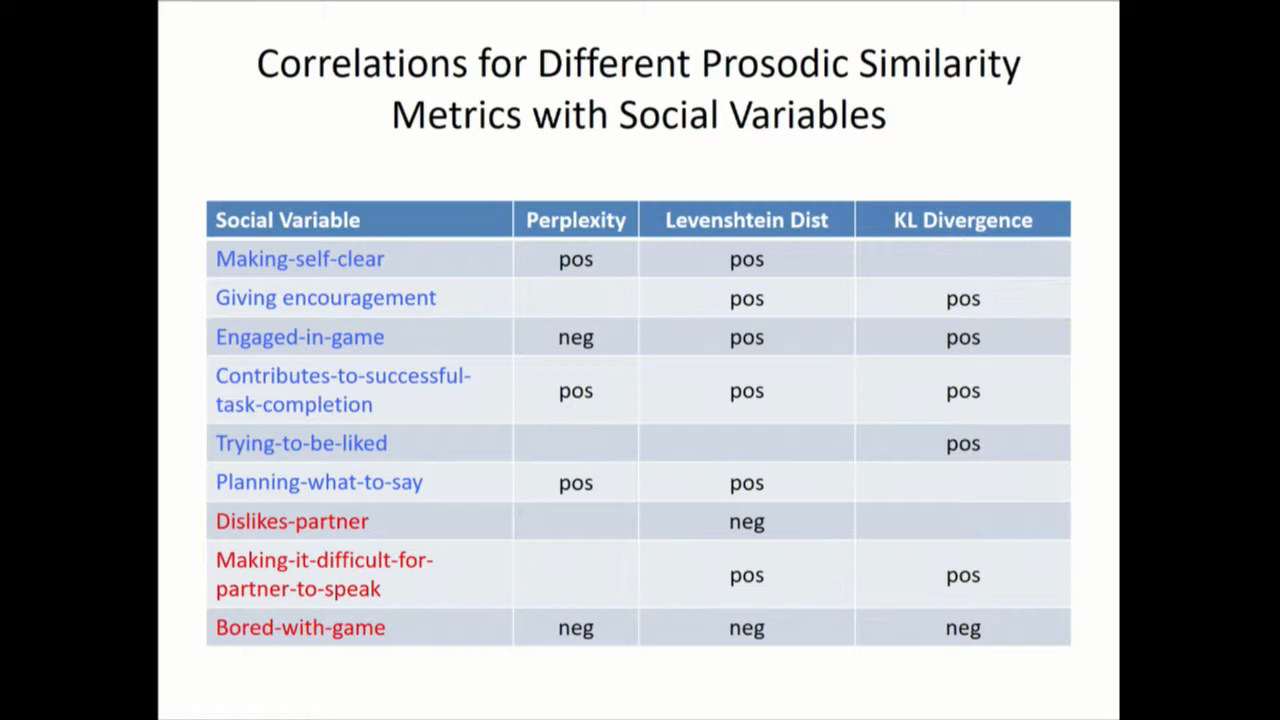 Correlations for Different Prosodic Similarity
Metrics with Social Variables
Social Variable Perplexity Levenshtein Dist KL Divergence
Making-self-clear pos pos
Giving encouragement pos pos
Engaged-in-game neg pos pos
Contributes-to-successful-
task-completion pos pos pos
Trying-to-be-liked pos
Planning-what-to-say pos pos
Dislikes-partner neg
Making-it-difficult-for-
partner-to-speak pos pos
Bored-with-game neg neg neg